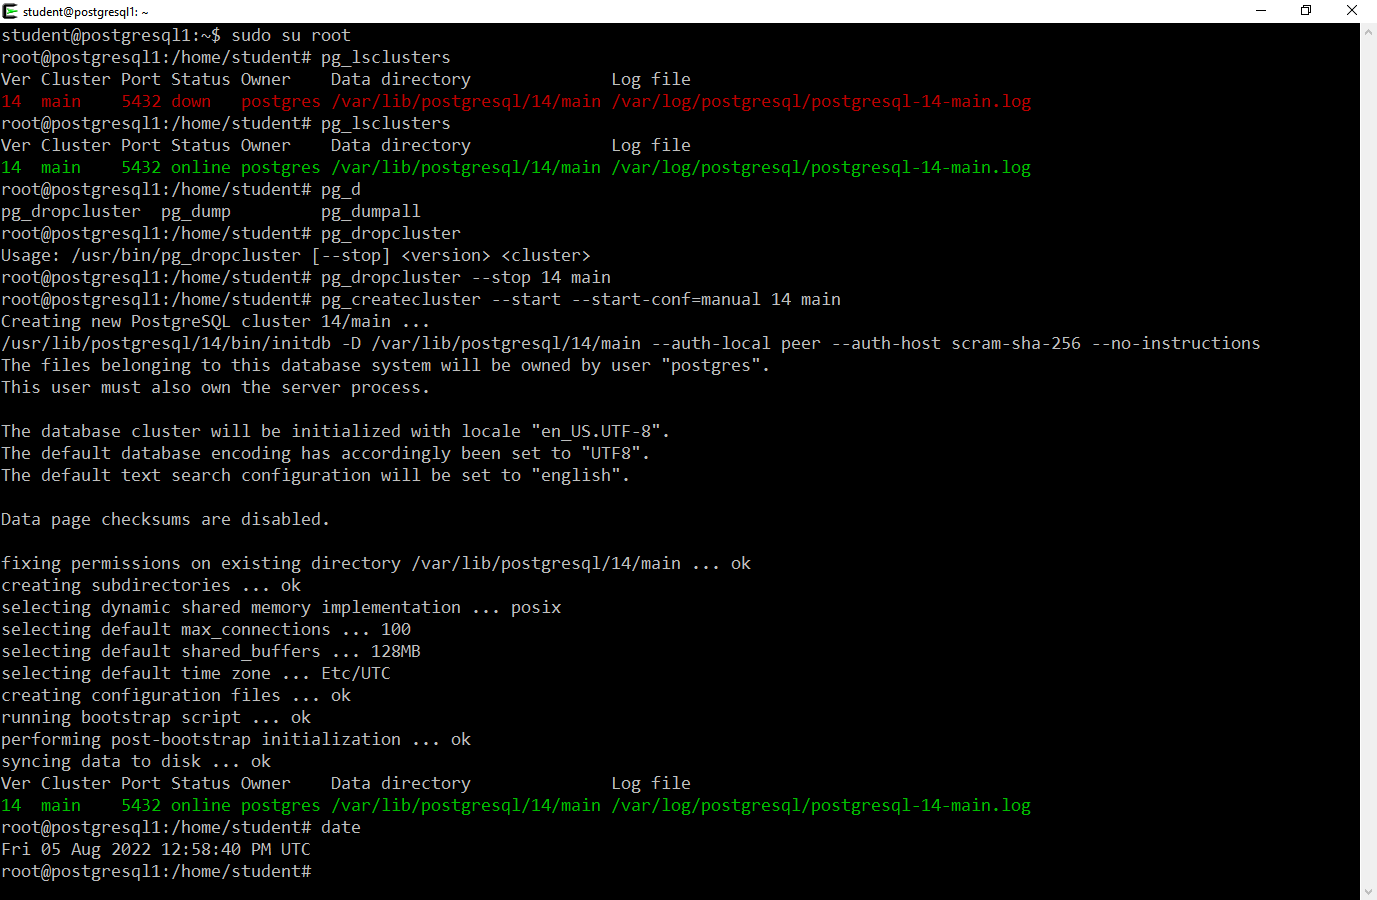 student@postgresql1: ~
student@postgresql1:~$ sudo su root
root@postgresql1:/home/student# pg_lsclusters
Ver Cluster Port Status Owner    Data directory              Log file
14  main    5432 down   postgres /var/lib/postgresql/14/main /var/log/postgresql/postgresql-14-main.log
root@postgresql1:/home/student# pg_lsclusters
Ver Cluster Port Status Owner    Data directory              Log file
14  main    5432 online postgres /var/lib/postgresql/14/main /var/log/postgresql/postgresql-14-main.log
root@postgresql1:/home/student# pg_d
pg_dropcluster  pg_dump         pg_dumpall
root@postgresql1:/home/student# pg_dropcluster
Usage: /usr/bin/pg_dropcluster [--stop] <version> <cluster>
root@postgresql1:/home/student# pg_dropcluster --stop 14 main
root@postgresql1:/home/student# pg_createcluster --start --start-conf=manual 14 main
Creating new PostgreSQL cluster 14/main ...
/usr/lib/postgresql/14/bin/initdb -D /var/lib/postgresql/14/main --auth-local peer --auth-host scram-sha-256 --no-instructions
The files belonging to this database system will be owned by user "postgres".
This user must also own the server process.

The database cluster will be initialized with locale "en_US.UTF-8".
The default database encoding has accordingly been set to "UTF8".
The default text search configuration will be set to "english".

Data page checksums are disabled.

fixing permissions on existing directory /var/lib/postgresql/14/main ... ok
creating subdirectories ... ok
selecting dynamic shared memory implementation ... posix
selecting default max_connections ... 100
selecting default shared_buffers ... 128MB
selecting default time zone ... Etc/UTC
creating configuration files ... ok
running bootstrap script ... ok
performing post-bootstrap initialization ... ok
syncing data to disk ... ok
Ver Cluster Port Status Owner    Data directory              Log file
14  main    5432 online postgres /var/lib/postgresql/14/main /var/log/postgresql/postgresql-14-main.log
root@postgresql1:/home/student# date
Fri 05 Aug 2022 12:58:40 PM UTC
root@postgresql1:/home/student#